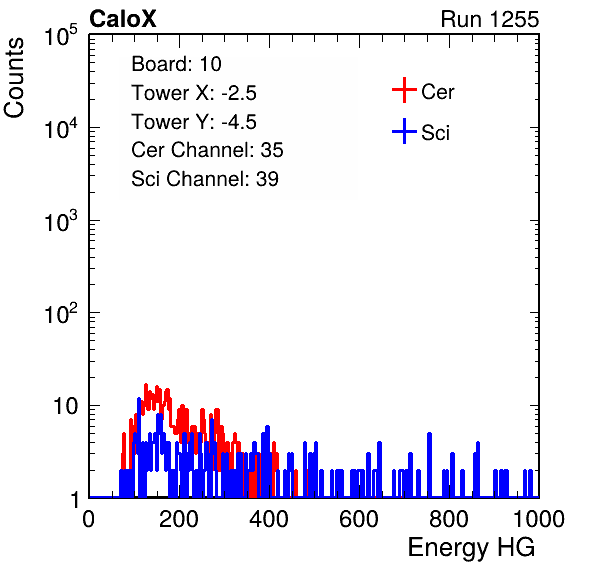 CaloX Run 1255
Counts
Board: 10
Tower X: -2.5
Tower Y: -4.5
Cer Channel: 35
Sci Channel: 39
Cer
Sci
10^5
10^4
10^3
10^2
10
1
0 200 400 600 800 1000
Energy HG